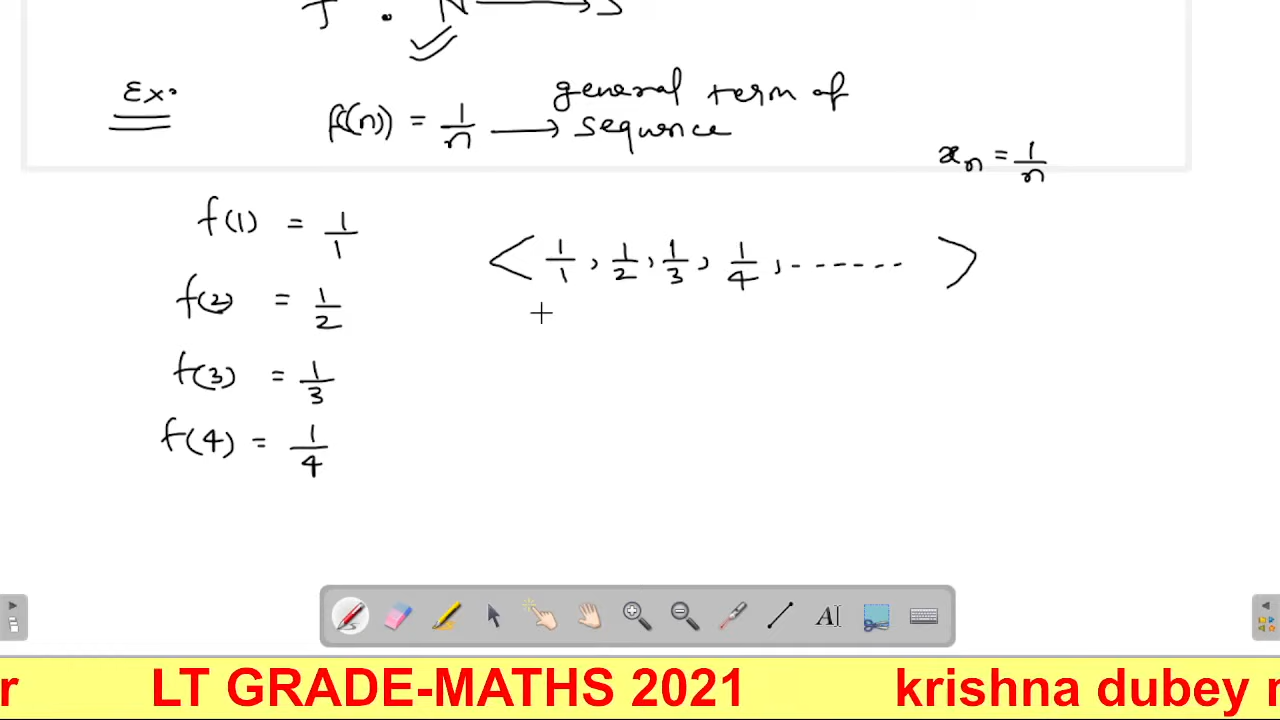 f : N → S
Ex.
f(n) = 1/n → general term of sequence
x_n = 1/n
f(1) = 1/1
< 1/1, 1/2, 1/3, 1/4, ....... >
f(2) = 1/2
f(3) = 1/3
f(4) = 1/4
r LT GRADE-MATHS 2021 krishna dubey